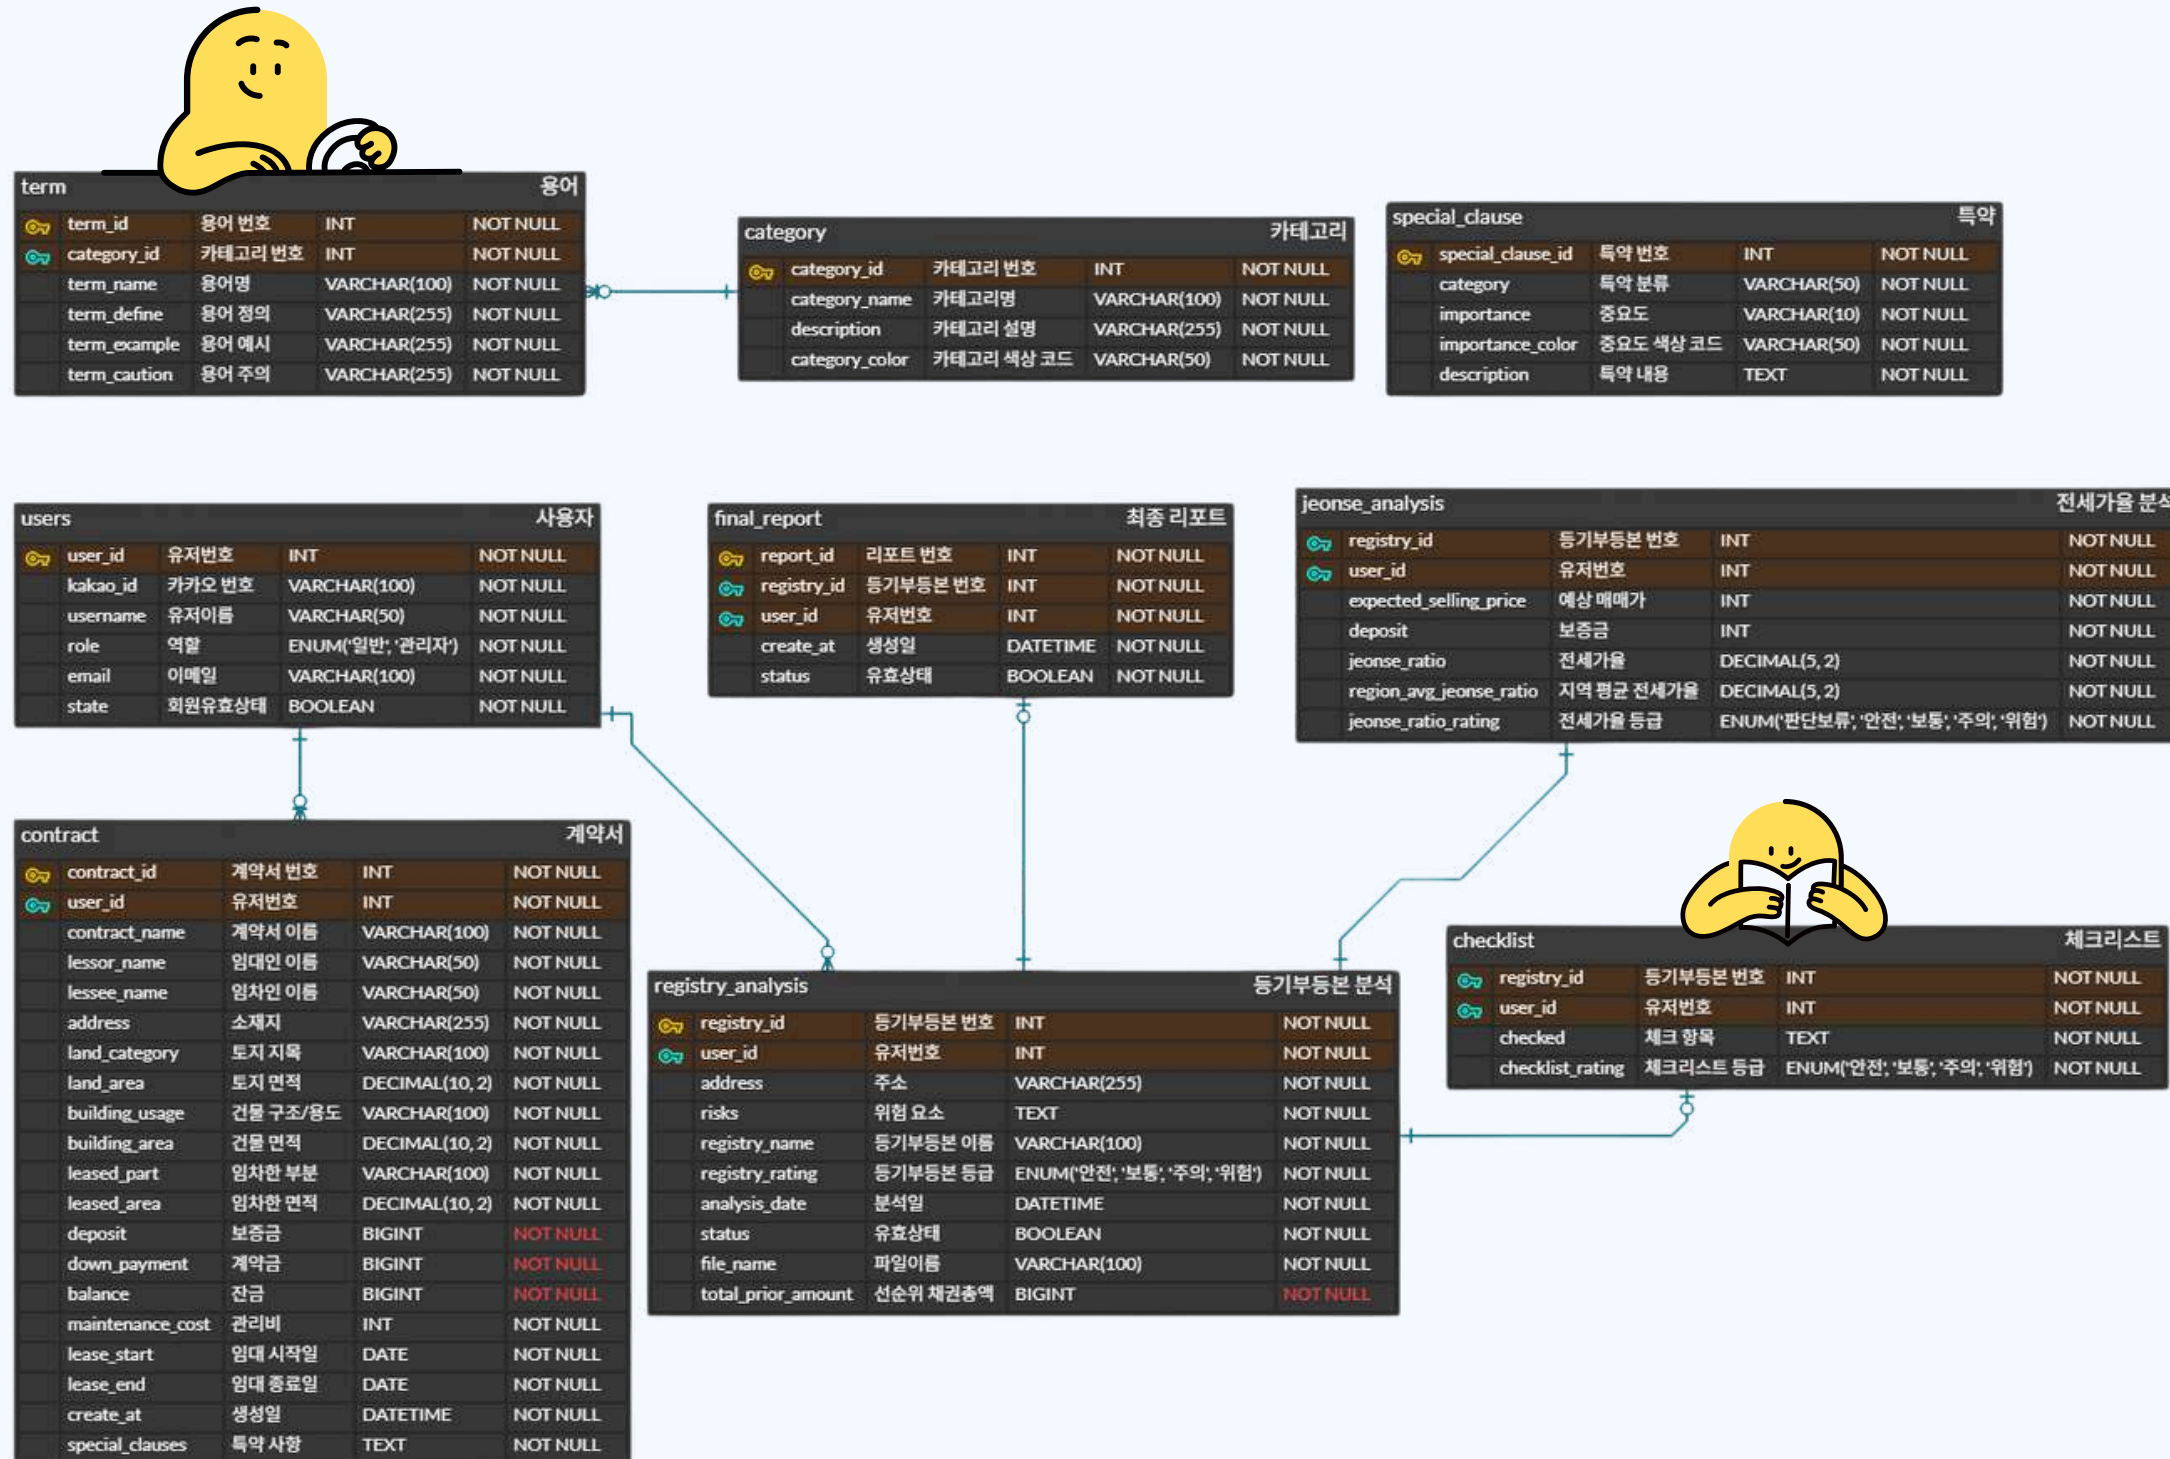 term 용어
term_id 용어 번호 INT NOT NULL
category_id 카테고리 번호 INT NOT NULL
term_name 용어명 VARCHAR(100) NOT NULL
term_define 용어 정의 VARCHAR(255) NOT NULL
term_example 용어 예시 VARCHAR(255) NOT NULL
term_caution 용어 주의 VARCHAR(255) NOT NULL
category 카테고리
category_id 카테고리 번호 INT NOT NULL
category_name 카테고리명 VARCHAR(100) NOT NULL
description 카테고리 설명 VARCHAR(255) NOT NULL
category_color 카테고리 색상 코드 VARCHAR(50) NOT NULL
special_clause 특약
special_clause_id 특약 번호 INT NOT NULL
category 특약 분류 VARCHAR(50) NOT NULL
importance 중요도 VARCHAR(10) NOT NULL
importance_color 중요도 색상 코드 VARCHAR(50) NOT NULL
description 특약 내용 TEXT NOT NULL
users 사용자
user_id 유저번호 INT NOT NULL
kakao_id 카카오 번호 VARCHAR(100) NOT NULL
username 유저이름 VARCHAR(50) NOT NULL
role 역할 ENUM('일반', '관리자') NOT NULL
email 이메일 VARCHAR(100) NOT NULL
state 회원유효상태 BOOLEAN NOT NULL
final_report 최종 리포트
report_id 리포트 번호 INT NOT NULL
registry_id 등기부등본 번호 INT NOT NULL
user_id 유저번호 INT NOT NULL
create_at 생성일 DATETIME NOT NULL
status 유효상태 BOOLEAN NOT NULL
jeonse_analysis 전세가율 분석
registry_id 등기부등본 번호 INT NOT NULL
user_id 유저번호 INT NOT NULL
expected_selling_price 예상 매매가 INT NOT NULL
deposit 보증금 INT NOT NULL
jeonse_ratio 전세가율 DECIMAL(5, 2) NOT NULL
region_avg_jeonse_ratio 지역 평균 전세가율 DECIMAL(5, 2) NOT NULL
jeonse_ratio_rating 전세가율 등급 ENUM('판단보류', '안전', '보통', '주의', '위험') NOT NULL
contract 계약서
contract_id 계약서 번호 INT NOT NULL
user_id 유저번호 INT NOT NULL
contract_name 계약서 이름 VARCHAR(100) NOT NULL
lessor_name 임대인 이름 VARCHAR(50) NOT NULL
lessee_name 임차인 이름 VARCHAR(50) NOT NULL
address 소재지 VARCHAR(255) NOT NULL
land_category 토지 지목 VARCHAR(100) NOT NULL
land_area 토지 면적 DECIMAL(10, 2) NOT NULL
building_usage 건물 구조/용도 VARCHAR(100) NOT NULL
building_area 건물 면적 DECIMAL(10, 2) NOT NULL
leased_part 임차한 부분 VARCHAR(100) NOT NULL
leased_area 임차한 면적 DECIMAL(10, 2) NOT NULL
deposit 보증금 BIGINT NOT NULL
down_payment 계약금 BIGINT NOT NULL
balance 잔금 BIGINT NOT NULL
maintenance_cost 관리비 INT NOT NULL
lease_start 임대 시작일 DATE NOT NULL
lease_end 임대 종료일 DATE NOT NULL
create_at 생성일 DATETIME NOT NULL
special_clauses 특약 사항 TEXT NOT NULL
registry_analysis 등기부등본 분석
registry_id 등기부등본 번호 INT NOT NULL
user_id 유저번호 INT NOT NULL
address 주소 VARCHAR(255) NOT NULL
risks 위험 요소 TEXT NOT NULL
registry_name 등기부등본 이름 VARCHAR(100) NOT NULL
registry_rating 등기부등본 등급 ENUM('안전', '보통', '주의', '위험') NOT NULL
analysis_date 분석일 DATETIME NOT NULL
status 유효상태 BOOLEAN NOT NULL
file_name 파일이름 VARCHAR(100) NOT NULL
total_prior_amount 선순위 채권총액 BIGINT NOT NULL
checklist 체크리스트
registry_id 등기부등본 번호 INT NOT NULL
user_id 유저번호 INT NOT NULL
checked 체크 항목 TEXT NOT NULL
checklist_rating 체크리스트 등급 ENUM('안전', '보통', '주의', '위험') NOT NULL